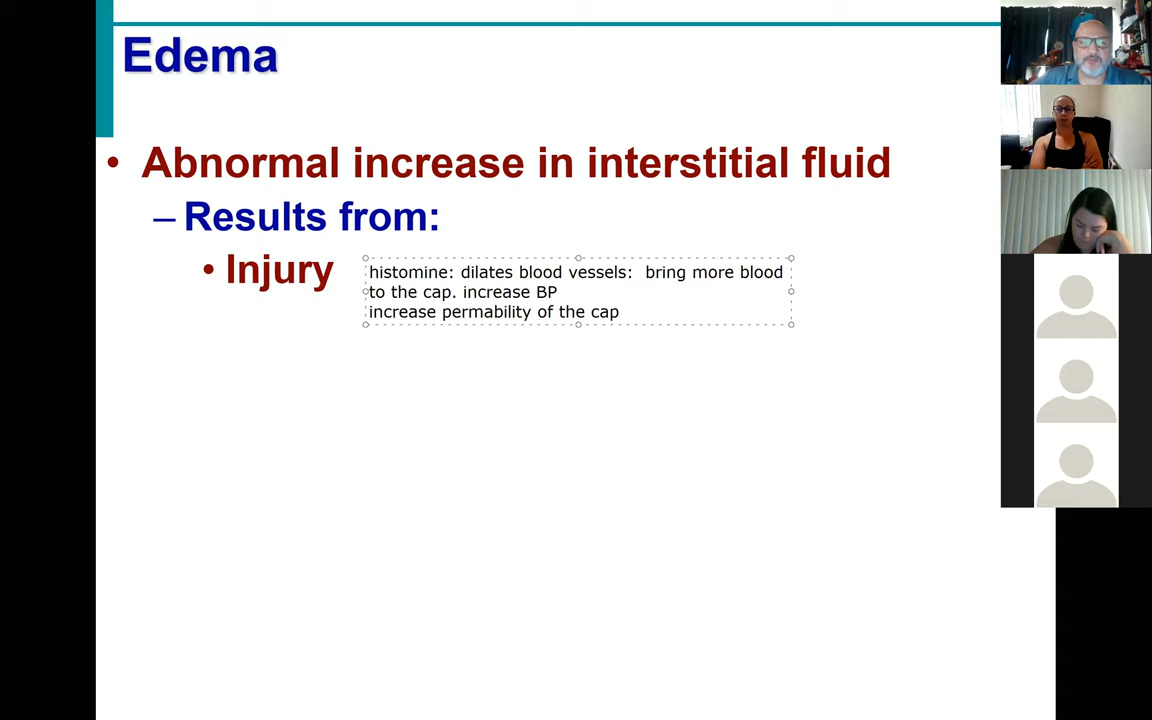 Edema
• Abnormal increase in interstitial fluid
– Results from:
• Injury
histomine: dilates blood vessels: bring more blood
to the cap. increase BP
increase permability of the cap